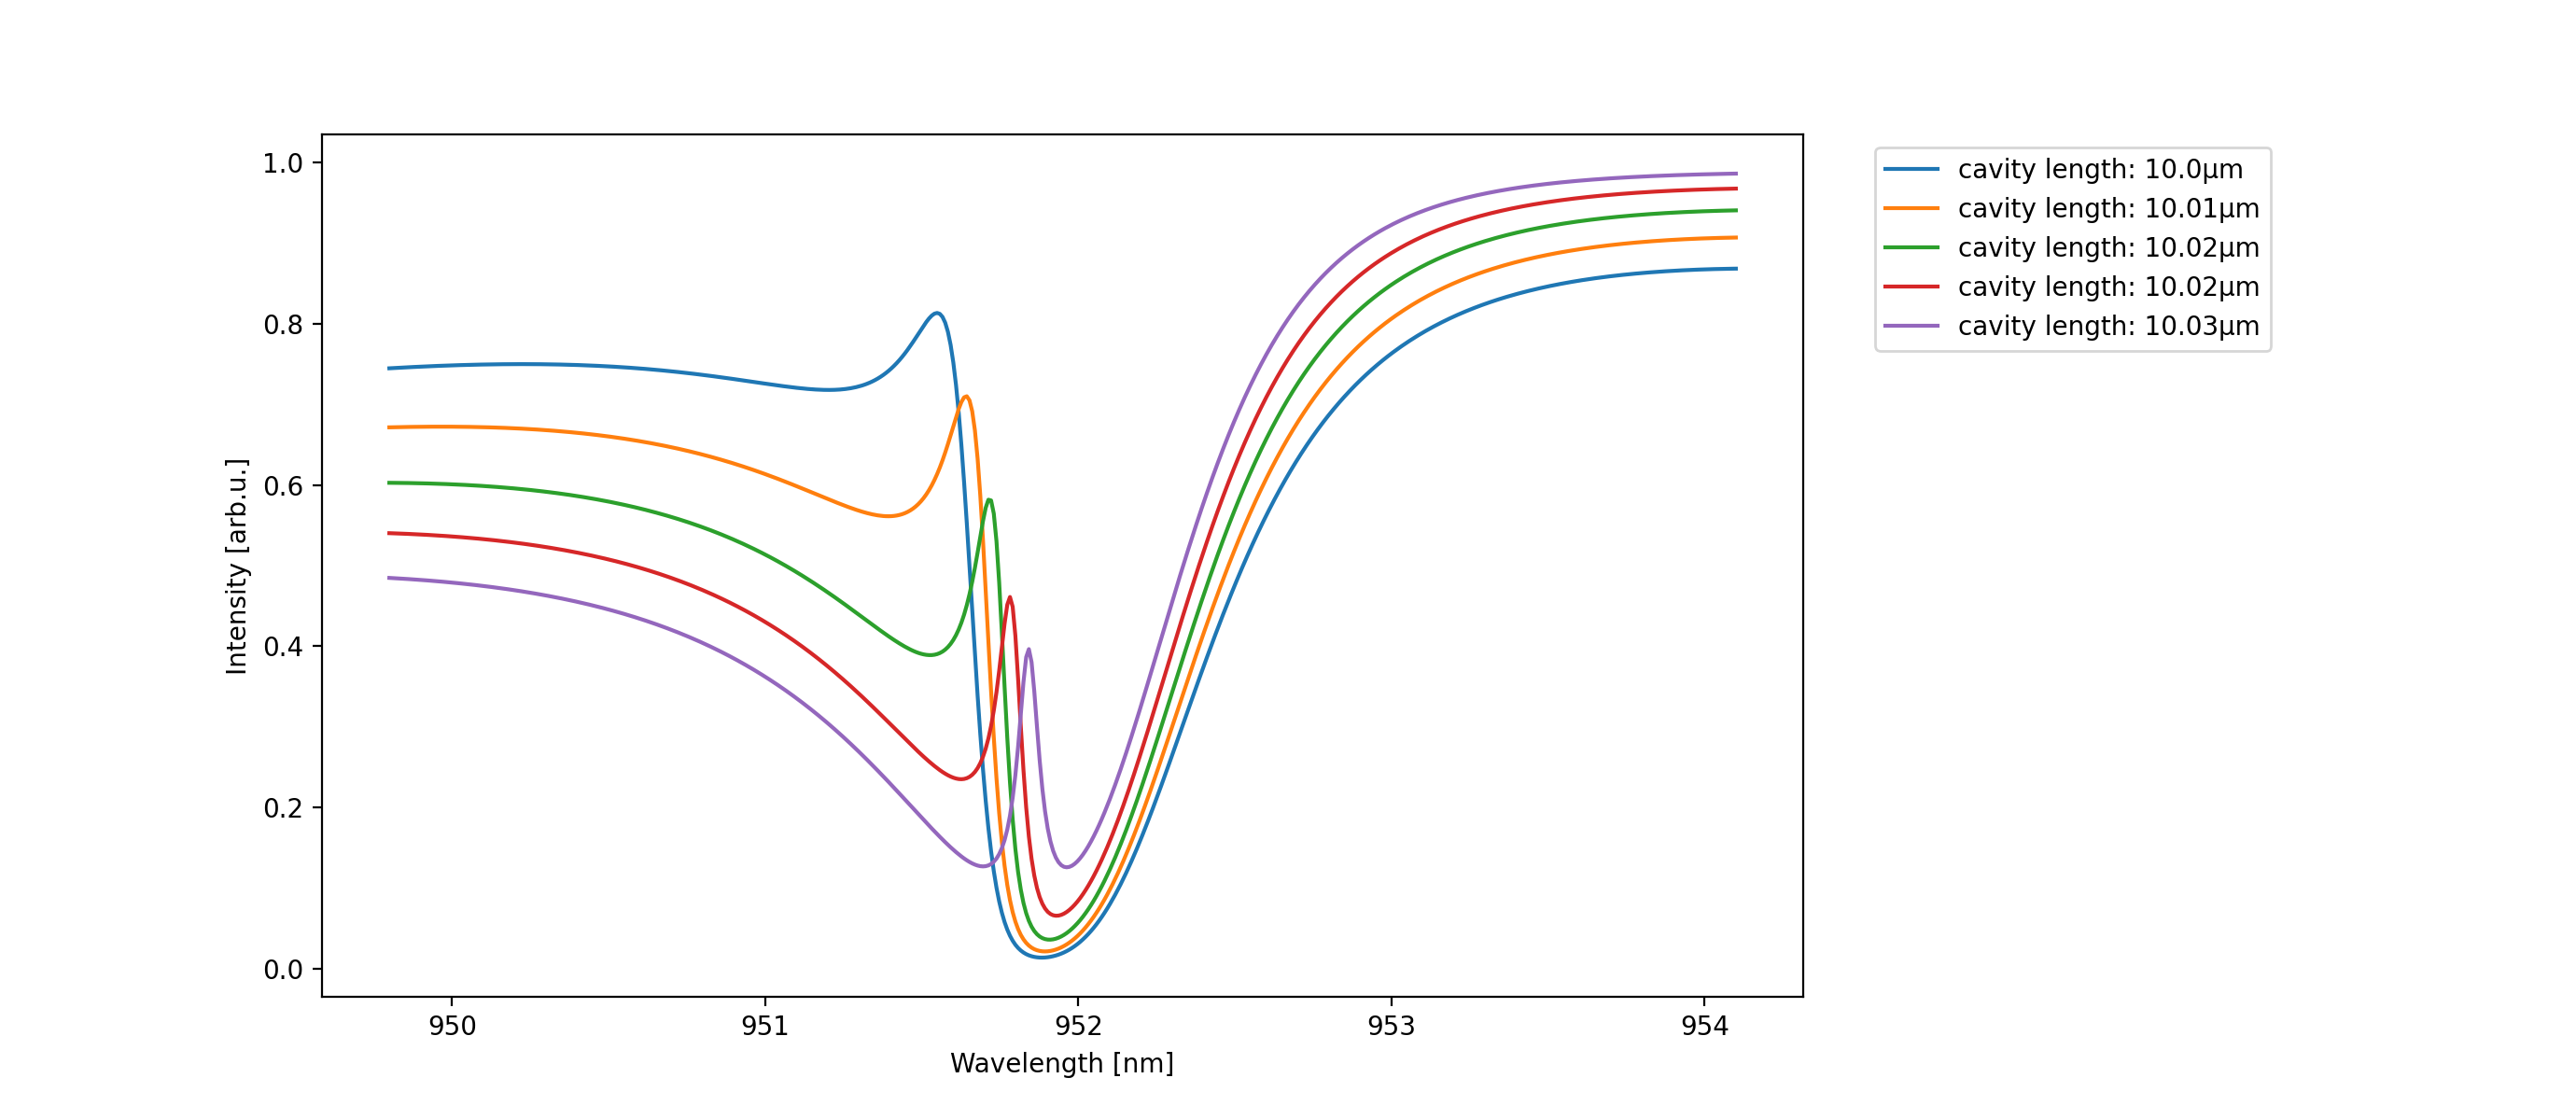 cavity length: 10.0μm
cavity length: 10.01μm
cavity length: 10.02μm
cavity length: 10.02μm
cavity length: 10.03μm
1.0
0.8
0.6
0.4
0.2
0.0
Intensity [arb.u.]
950 951 952 953 954
Wavelength [nm]